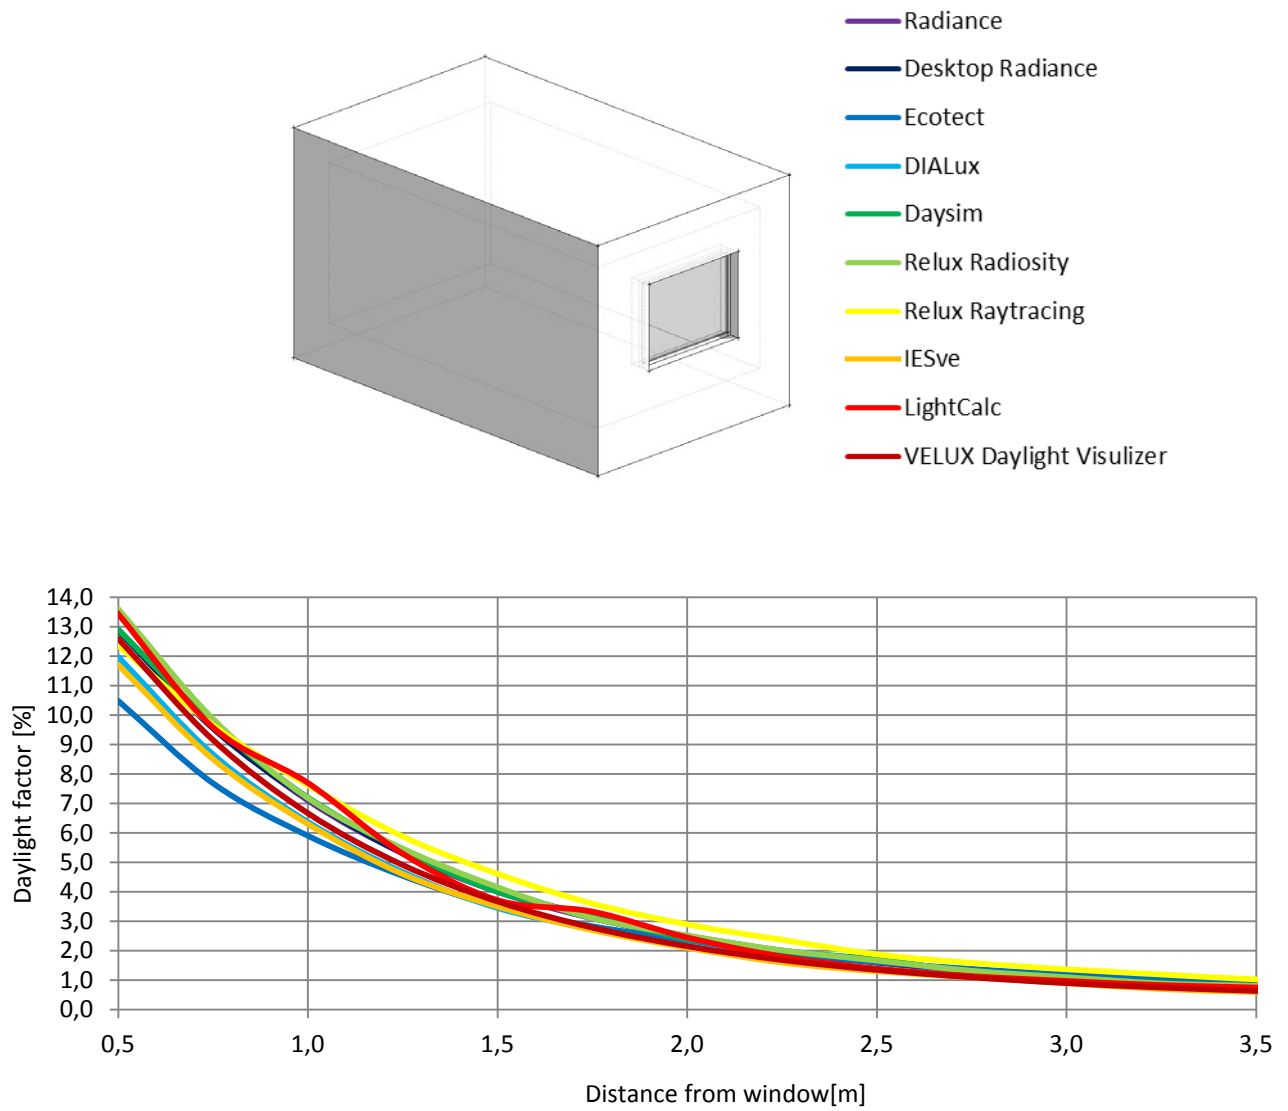 Radiance
Desktop Radiance
Ecotect
DIALux
Daysim
Relux Radiosity
Relux Raytracing
IESve
LightCalc
VELUX Daylight Visulizer
14,0
13,0
12,0
11,0
10,0
9,0
8,0
7,0
6,0
5,0
4,0
3,0
2,0
1,0
0,0
Daylight factor [%]
0,5 1,0 1,5 2,0 2,5 3,0 3,5
Distance from window[m]